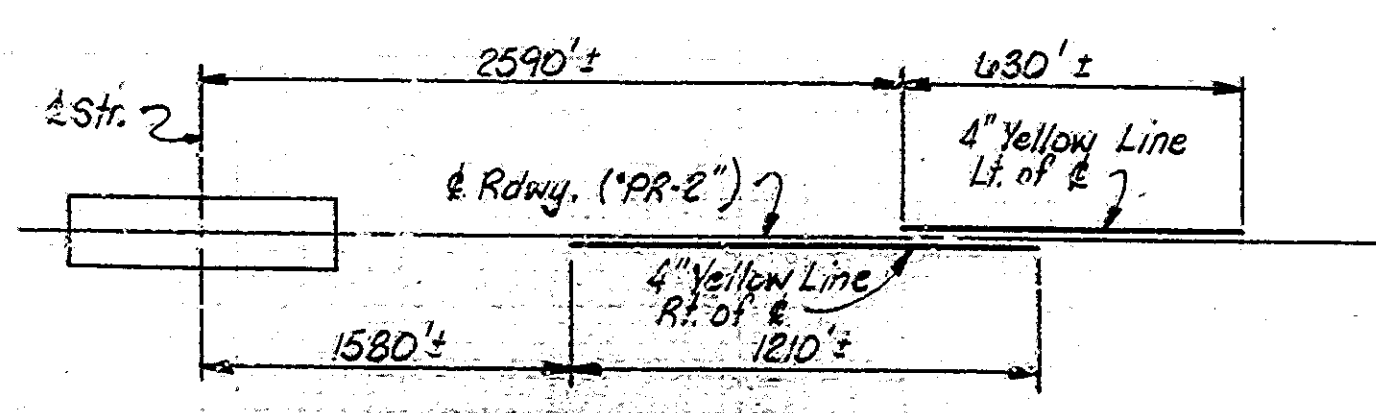 2590'±
630'±
℄ Str.
4" Yellow Line
Lt. of ℄
℄ Rdwy. ("PR-2")
4" Yellow Line
Rt. of ℄
1580'±
1210'±